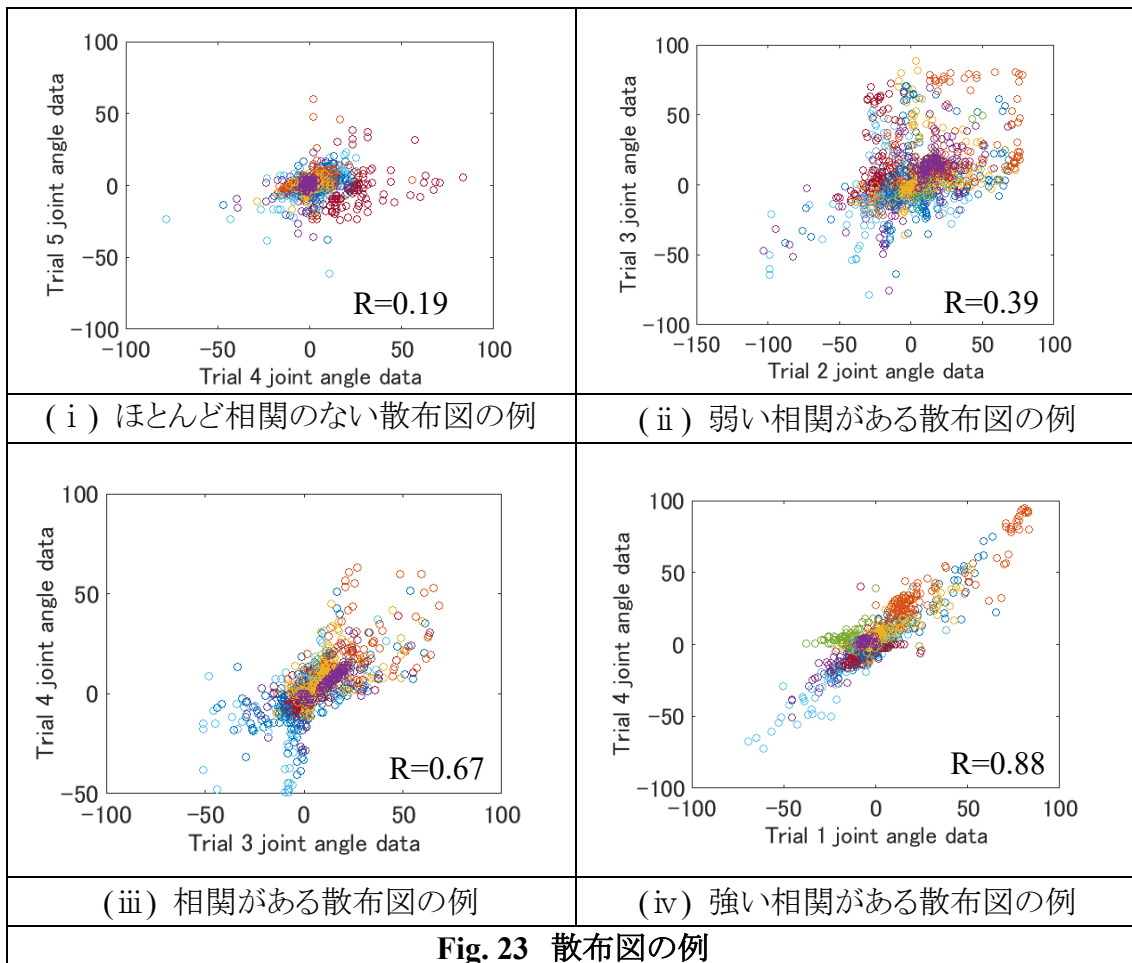 100
50
0
-50
-100
-100 -50 0 50 100
Trial 5 joint angle data
Trial 4 joint angle data
R=0.19
100
50
0
-50
-100
-150 -100 -50 0 50 100
Trial 3 joint angle data
Trial 2 joint angle data
R=0.39
(ⅰ) ほとんど相関のない散布図の例
(ⅱ) 弱い相関がある散布図の例
100
50
0
-50
-100 -50 0 50 100
Trial 4 joint angle data
Trial 3 joint angle data
R=0.67
100
50
0
-50
-100
-100 -50 0 50 100
Trial 4 joint angle data
Trial 1 joint angle data
R=0.88
(ⅲ) 相関がある散布図の例
(ⅳ) 強い相関がある散布図の例
Fig. 23 散布図の例